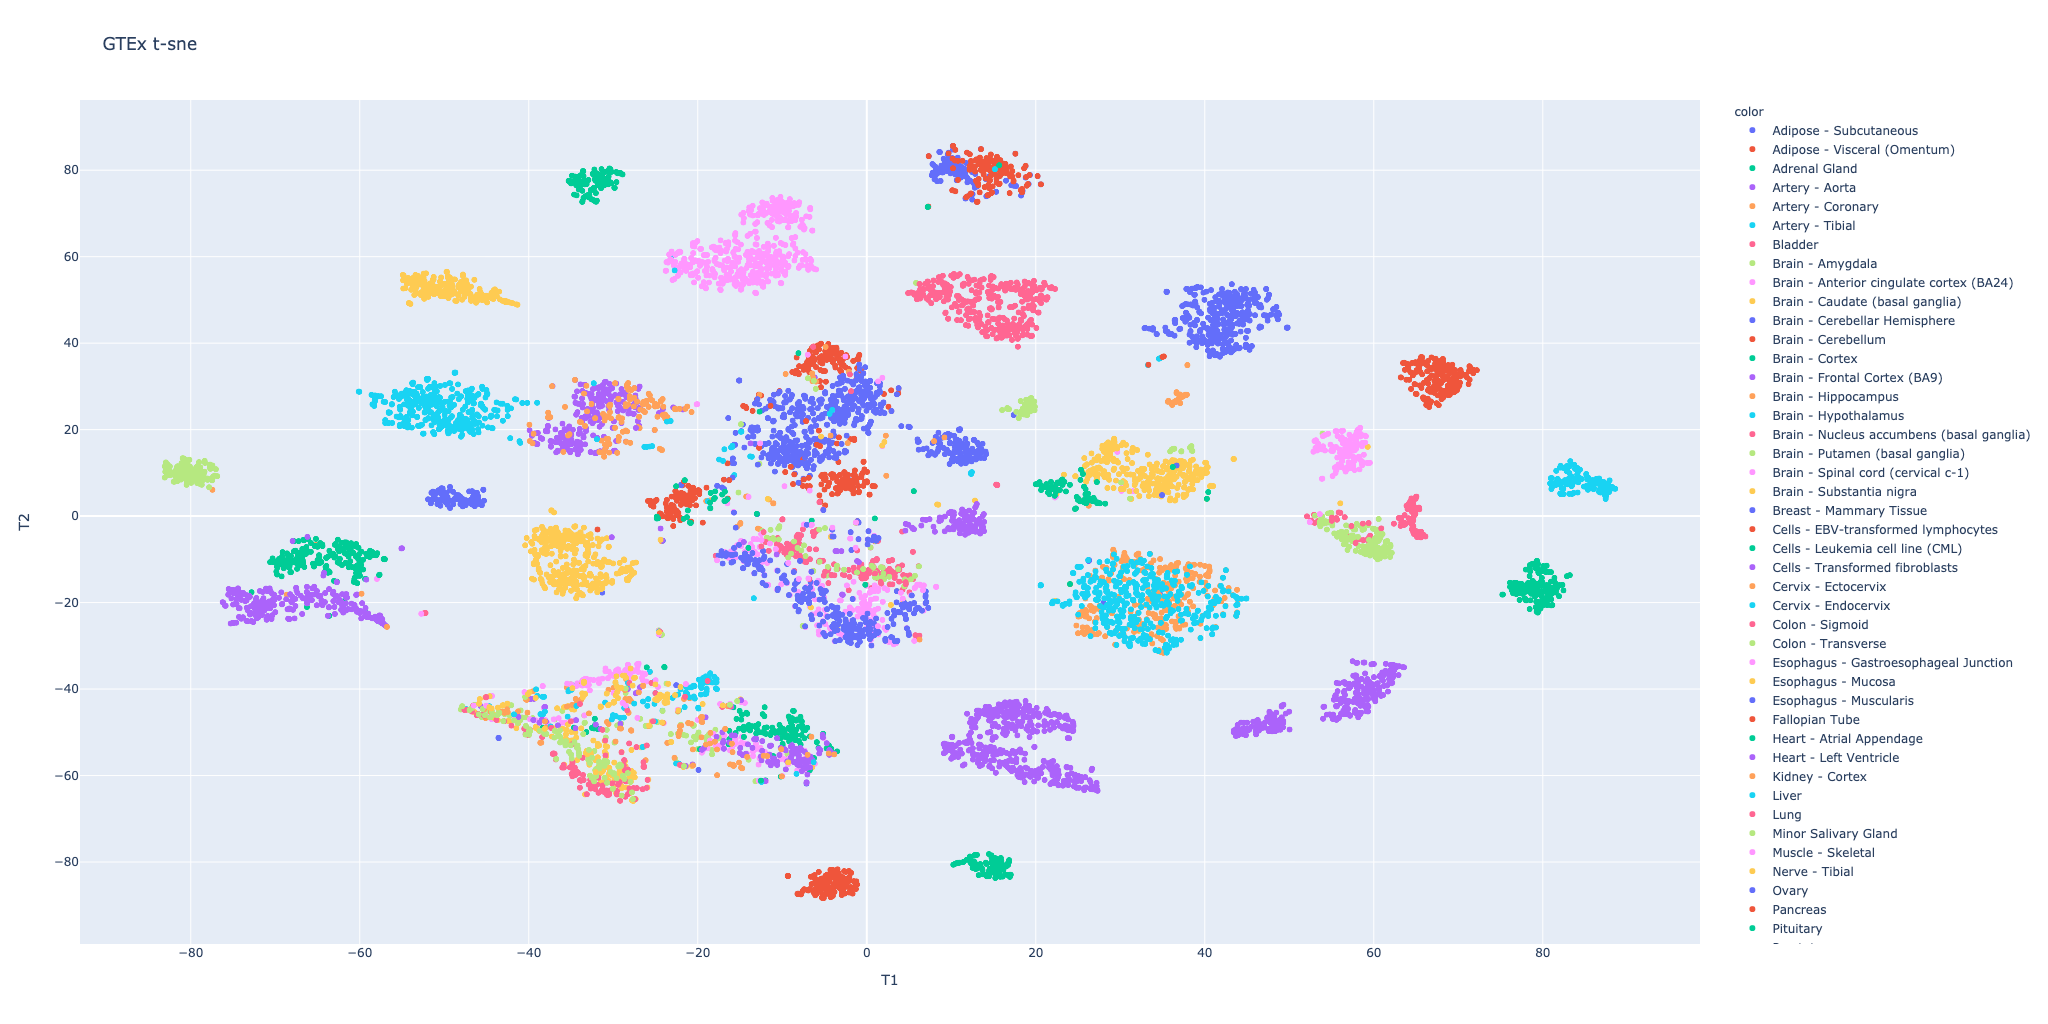 GTEx t-sne
color
Adipose - Subcutaneous
Adipose - Visceral (Omentum)
Adrenal Gland
Artery - Aorta
Artery - Coronary
Artery - Tibial
Bladder
Brain - Amygdala
Brain - Anterior cingulate cortex (BA24)
Brain - Caudate (basal ganglia)
Brain - Cerebellar Hemisphere
Brain - Cerebellum
Brain - Cortex
Brain - Frontal Cortex (BA9)
Brain - Hippocampus
Brain - Hypothalamus
Brain - Nucleus accumbens (basal ganglia)
Brain - Putamen (basal ganglia)
Brain - Spinal cord (cervical c-1)
Brain - Substantia nigra
Breast - Mammary Tissue
Cells - EBV-transformed lymphocytes
Cells - Leukemia cell line (CML)
Cells - Transformed fibroblasts
Cervix - Ectocervix
Cervix - Endocervix
Colon - Sigmoid
Colon - Transverse
Esophagus - Gastroesophageal Junction
Esophagus - Mucosa
Esophagus - Muscularis
Fallopian Tube
Heart - Atrial Appendage
Heart - Left Ventricle
Kidney - Cortex
Liver
Lung
Minor Salivary Gland
Muscle - Skeletal
Nerve - Tibial
Ovary
Pancreas
Pituitary
80
60
40
20
0
−20
−40
−60
−80
T2
−80 −60 −40 −20 0 20 40 60 80
T1